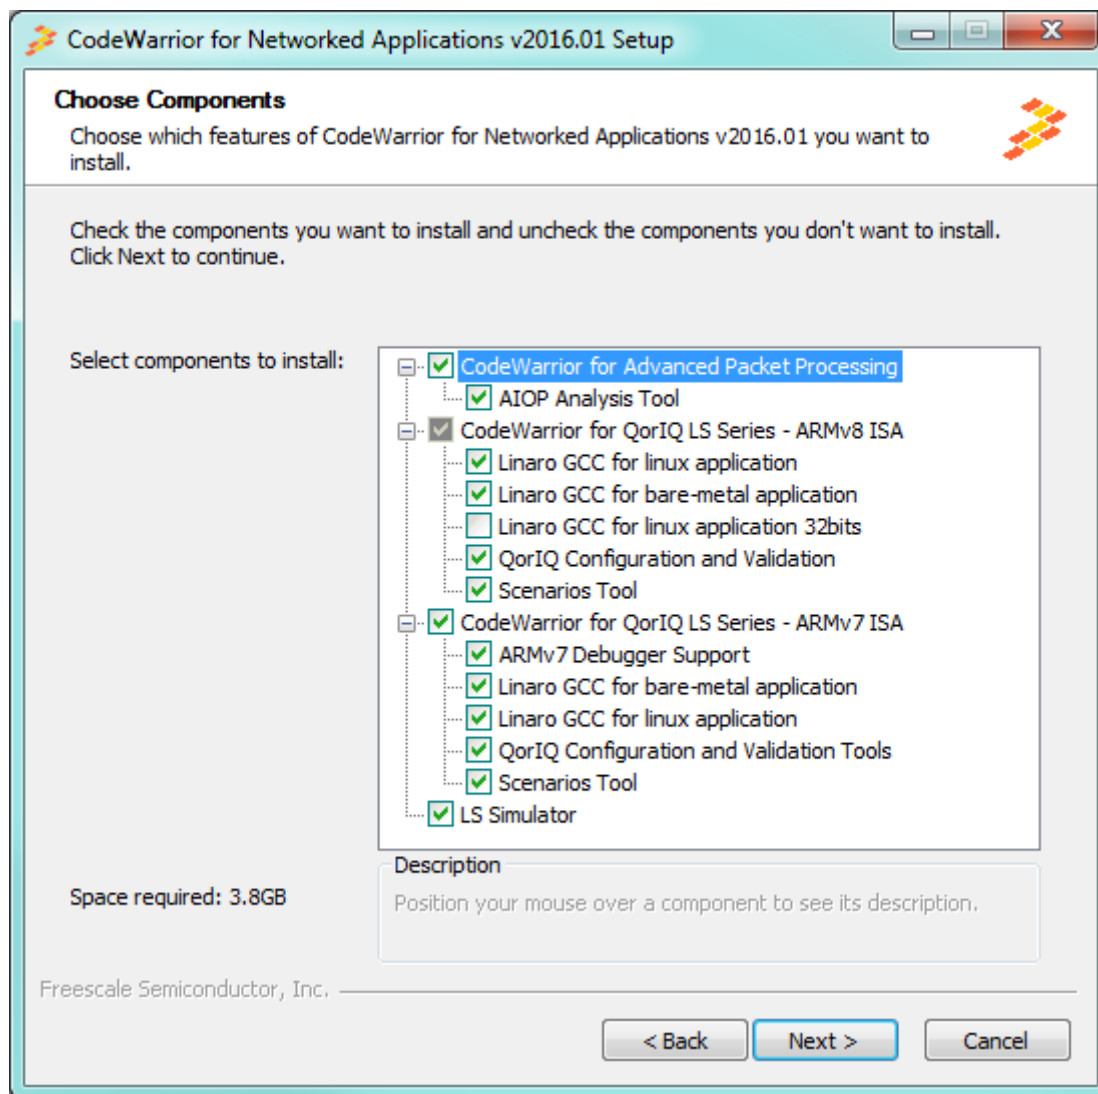 CodeWarrior for Networked Applications v2016.01 Setup
Choose Components
Choose which features of CodeWarrior for Networked Applications v2016.01 you want to
install.
Check the components you want to install and uncheck the components you don't want to install.
Click Next to continue.
Select components to install:
CodeWarrior for Advanced Packet Processing
AIOP Analysis Tool
CodeWarrior for QorIQ LS Series - ARMv8 ISA
Linaro GCC for linux application
Linaro GCC for bare-metal application
Linaro GCC for linux application 32bits
QorIQ Configuration and Validation
Scenarios Tool
CodeWarrior for QorIQ LS Series - ARMv7 ISA
ARMv7 Debugger Support
Linaro GCC for bare-metal application
Linaro GCC for linux application
QorIQ Configuration and Validation Tools
Scenarios Tool
LS Simulator
Space required: 3.8GB
Description
Position your mouse over a component to see its description.
Freescale Semiconductor, Inc.
< Back
Next >
Cancel